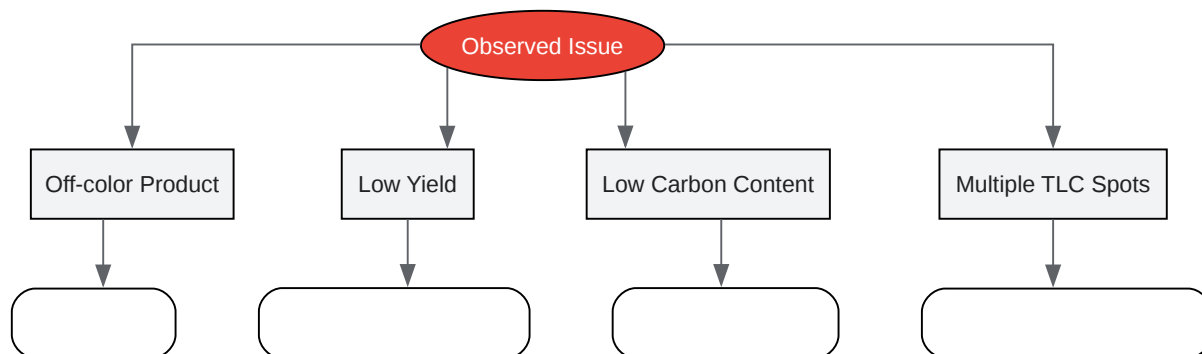 Observed Issue
Off-color Product
Low Yield
Low Carbon Content
Multiple TLC Spots